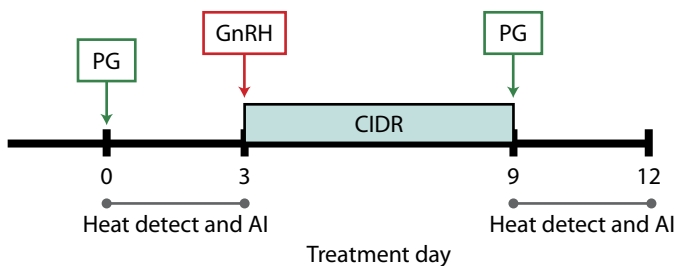 GnRH
PG
PG
CIDR
0
3
9
12
Heat detect and AI
Heat detect and AI
Treatment day